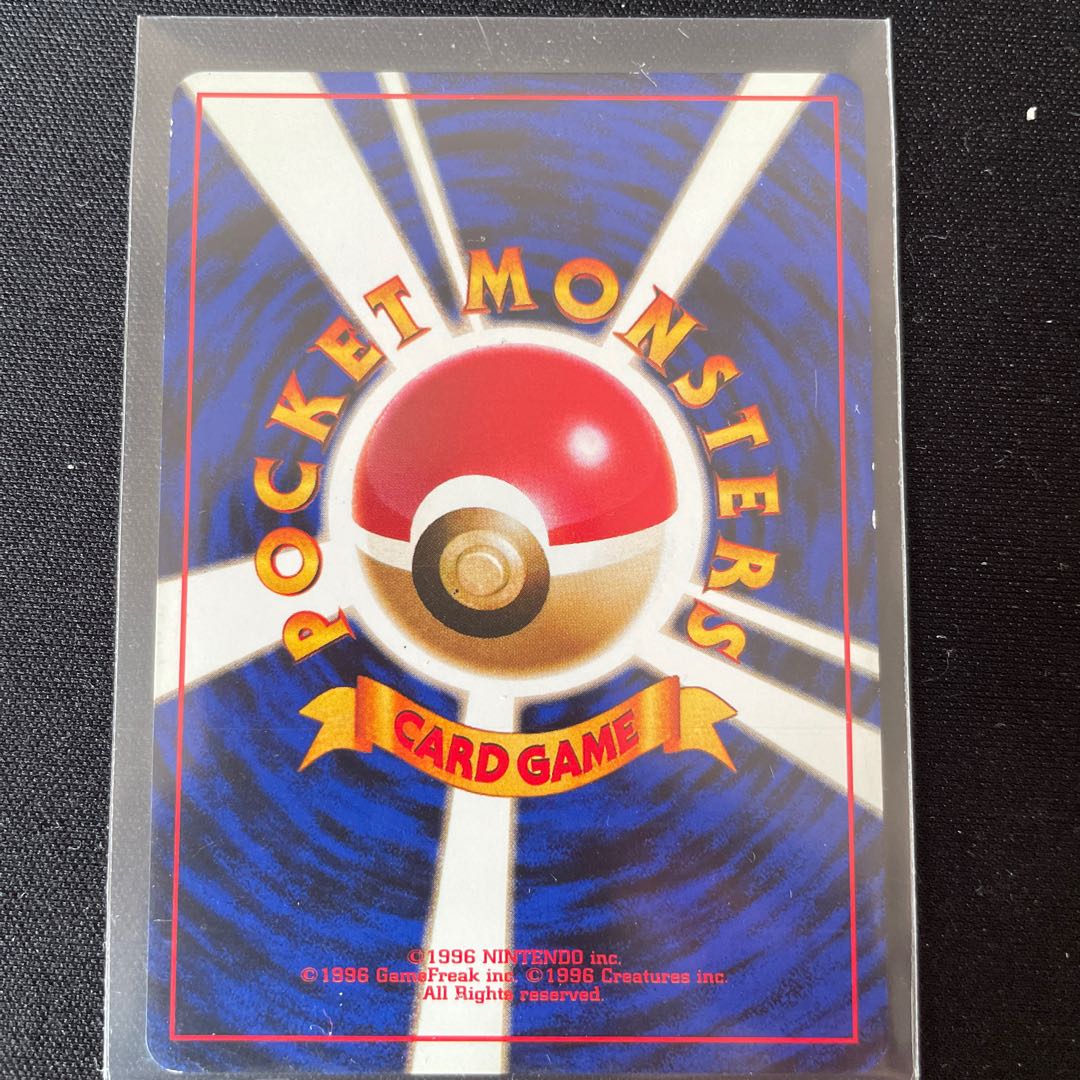 POCKET MONSTERS
CARD GAME
©1996 NINTENDO inc.
©1996 GameFreak inc. ©1996 Creatures inc.
All Rights reserved.